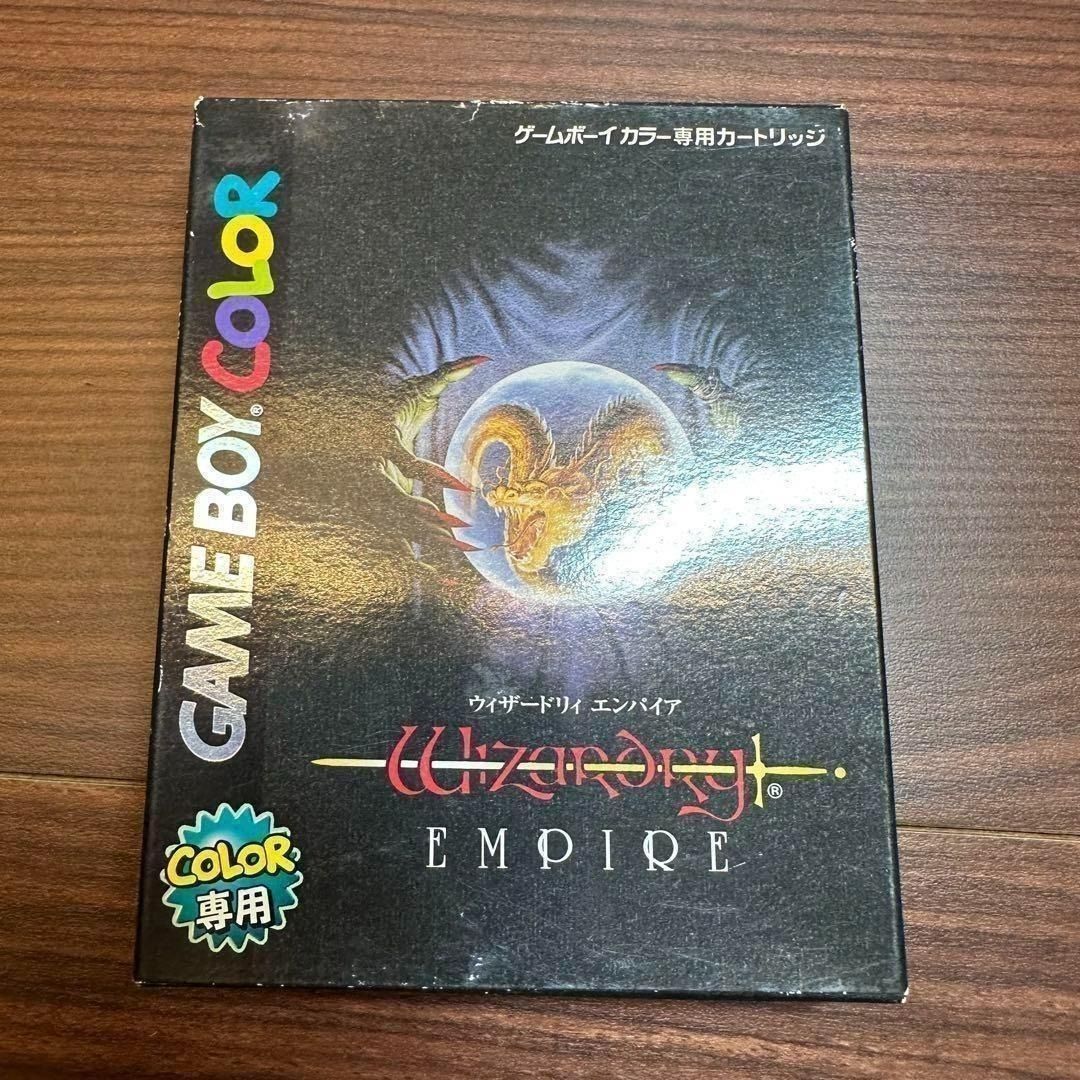 ゲームボーイカラー専用カートリッジ
GAME BOY® COLOR
ウィザードリィ エンパイア
Wizardry®
EMPIRE
COLOR
専用